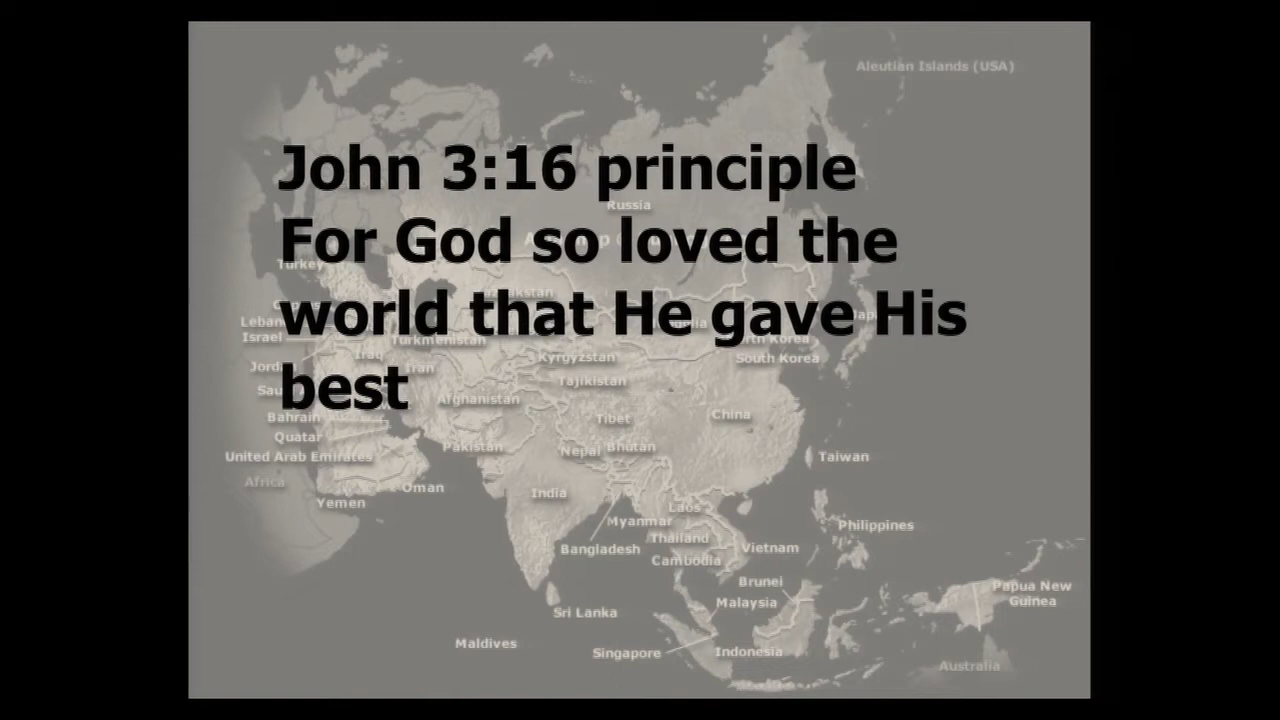 Aleutian Islands (USA)
John 3:16 principle
Russia
For God so loved the
Turkey
world that He gave His
Israel
Turkmenistan
Iraq
Iran
Kyrgyzstan
South Korea
best
Tajikistan
Afghanistan
Bahrain
Tibet
China
Quatar
Pakistan
Nepal
Bhutan
United Arab Emirates
Taiwan
Africa
Oman
India
Yemen
Laos
Myanmar
Philippines
Bangladesh
Thailand
Vietnam
Cambodia
Brunei
Papua New
Guinea
Malaysia
Sri Lanka
Maldives
Singapore
Indonesia
Australia